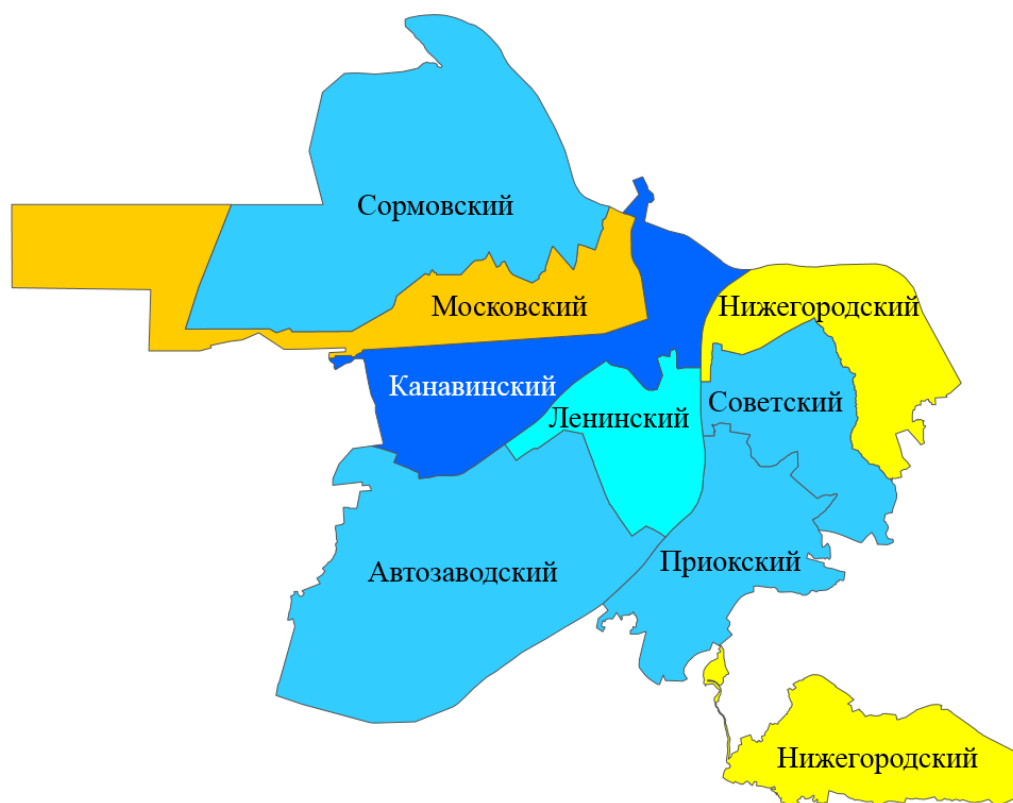 Сормовский
Московский
Нижегородский
Канавинский
Советский
Ленинский
Приокский
Автозаводский
Нижегородский